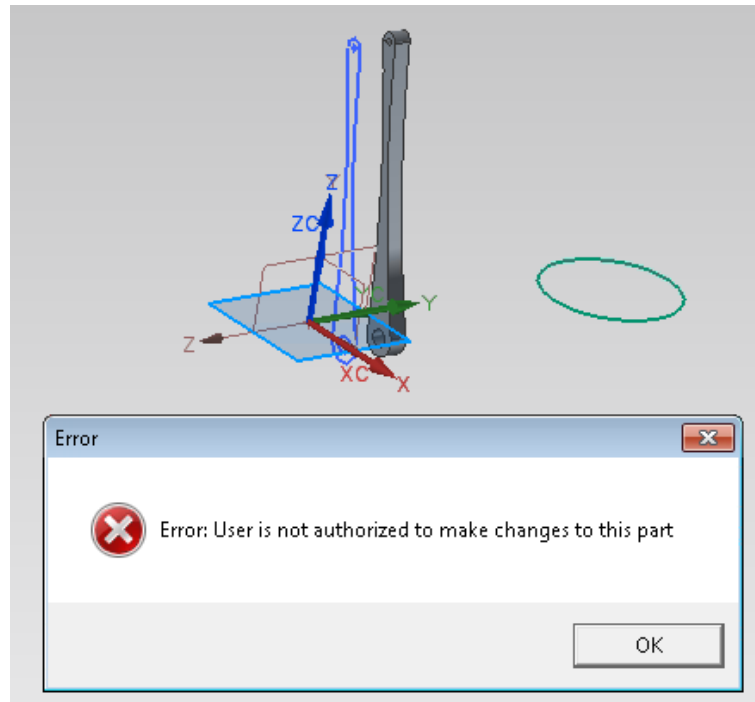 Z
ZC
YC
Y
Z
XC
X
Error
Error: User is not authorized to make changes to this part
OK